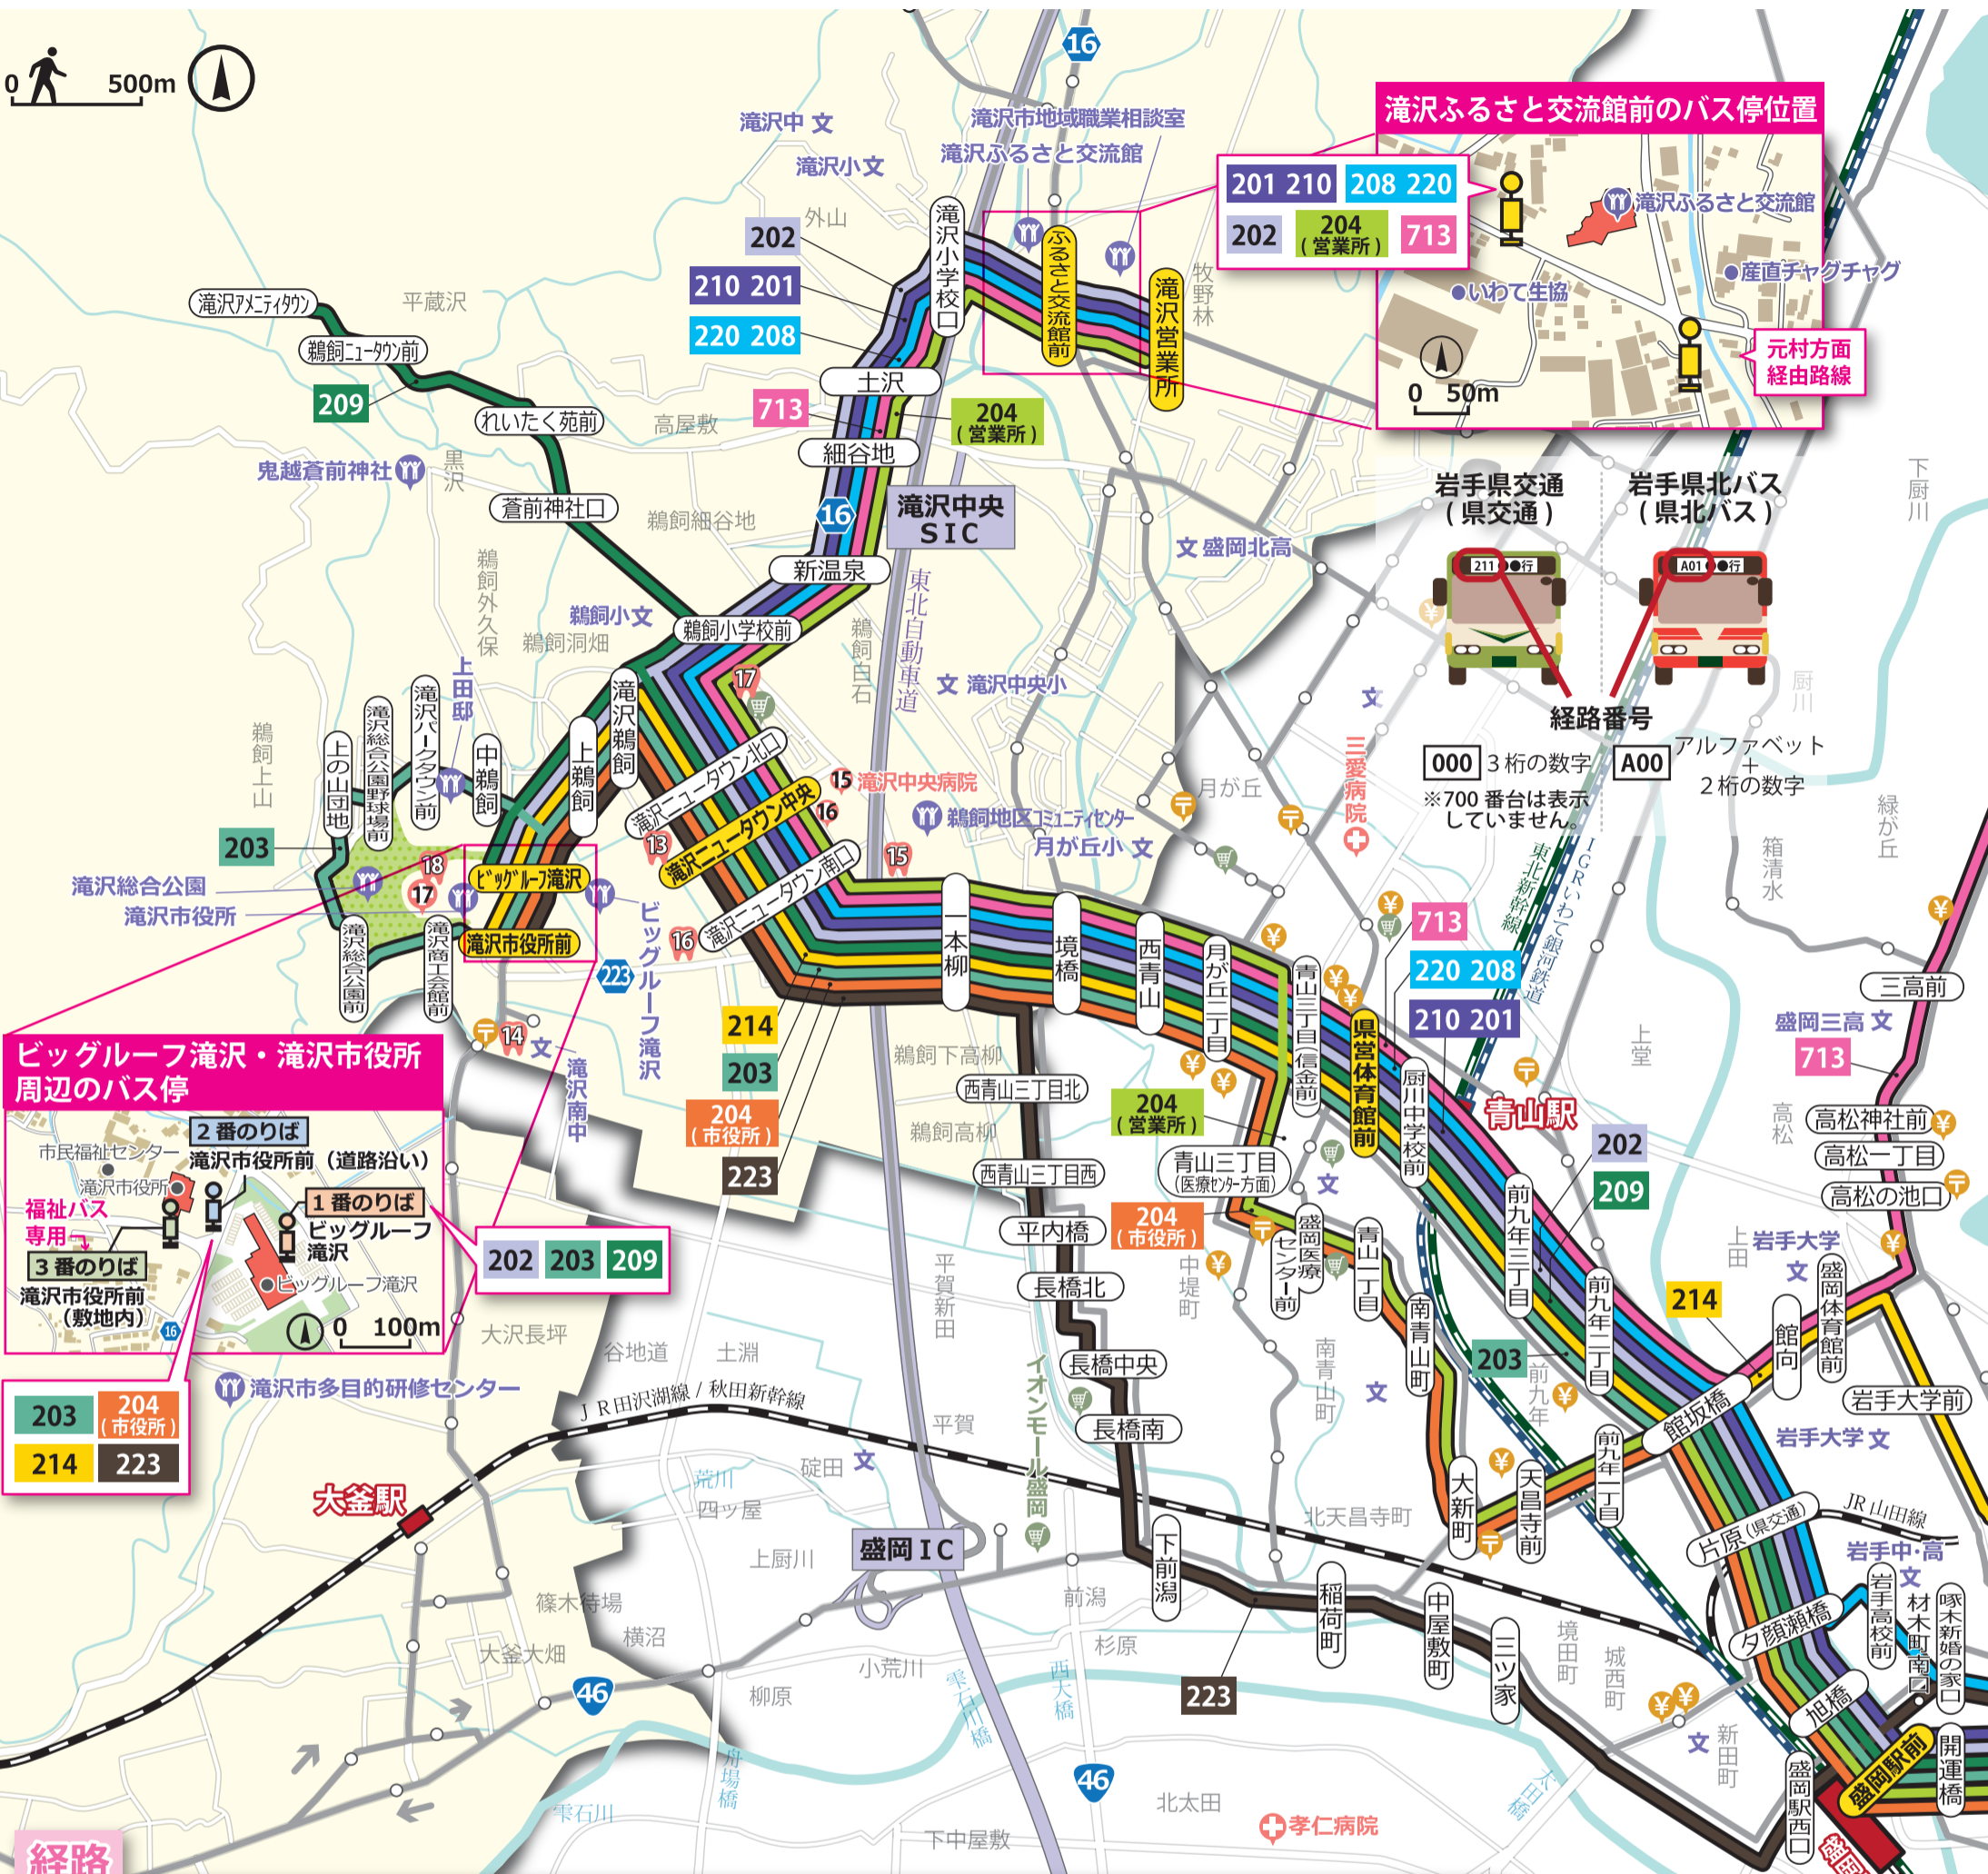 0 500m
16
滝沢中 文
滝沢小 文
滝沢市地域職業相談室
滝沢ふるさと交流館
外山
202
210 201
220 208
713
204
(営業所)
滝沢小学校口
ふるさと交流館前
滝沢営業所
牧野林
土沢
細谷地
16
新温泉
滝沢中央
SIC
東北自動車道
滝沢ふるさと交流館前のバス停位置
201 210
208 220
202
204
(営業所)
713
滝沢ふるさと交流館
産直チャグチャグ
いわて生協
元村方面
経由路線
0 50m
岩手県交通
(県交通)
岩手県北バス
(県北バス)
211 ●●行
A01 ●●行
経路番号
000 3桁の数字
A00 アルファベット
+
2桁の数字
※700番台は表示
していません。
下厨川
厨川
緑が丘
箱清水
滝沢アメニティタウン
平蔵沢
鵜飼ニュータウン前
209
れいたく苑前
高屋敷
鬼越蒼前神社
黒沢
蒼前神社口
鵜飼細谷地
鵜飼外久保
鵜飼小 文
鵜飼洞畑
鵜飼小学校前
鵜飼白石
文 盛岡北高
文 滝沢中央小
上田邸
鵜飼上山
上の山団地
滝沢総合公園野球場前
滝沢パークタウン前
中鵜飼
上鵜飼
滝沢鵜飼
17
滝沢ニュータウン北口
滝沢ニュータウン中央
滝沢ニュータウン南口
13
15 滝沢中央病院
16
15
16
鵜飼地区コミュニティセンター
月が丘小 文
月が丘
三愛病院
文
203
滝沢総合公園
滝沢市役所
18
17
ビッグルーフ滝沢
滝沢市役所前
滝沢総合公園前
滝沢商工会館前
ビッグルーフ滝沢
223
14
文
滝沢南中
一本柳
境橋
西青山
月が丘二丁目
青山三丁目(信金前)
県営体育館前
厨川中学校前
713
220 208
210 201
東北新幹線
IGRいわて銀河鉄道
青山駅
上堂
三高前
盛岡三高 文
713
高松神社前
高松一丁目
高松の池口
高松
上田
岩手大学
文
214
203
204
(市役所)
223
鵜飼下高柳
鵜飼高柳
西青山三丁目北
西青山三丁目西
平内橋
長橋北
長橋中央
長橋南
平賀新田
平賀
イオンモール盛岡
204
(営業所)
青山三丁目
(医療センター方面)
204
(市役所)
中堤町
文
盛岡医療センター前
青山一丁目
南青山町
南青山町
文
202
209
前九年三丁目
前九年二丁目
前九年一丁目
前九年
203
214
館向
盛岡体育館前
岩手大学前
岩手大学 文
館坂橋
大新町
天昌寺前
北天昌寺町
片原(県交通)
JR山田線
岩手中・高
文
夕顔瀬橋
岩手高校前
材木町南口
啄木新婚の家口
旭橋
盛岡駅前
開運橋
盛岡駅西口
ビッグルーフ滝沢・滝沢市役所
周辺のバス停
2番のりば
滝沢市役所前(道路沿い)
市民福祉センター
滝沢市役所
福祉バス
専用
1番のりば
ビッグルーフ
滝沢
3番のりば
滝沢市役所前
(敷地内)
ビッグルーフ滝沢
16
0 100m
202 203 209
203
204
(市役所)
214
223
滝沢市多目的研修センター
大沢長坪
谷地道
土淵
JR田沢湖線/秋田新幹線
大釜駅
荒川
四ッ屋
碇田
文
上厨川
盛岡IC
篠木待場
大釜大畑
横沼
46
柳原
小荒川
前潟
杉原
雫石川橋
西大橋
舟場橋
雫石川
46
下中屋敷
北太田
孝仁病院
太田橋
下前潟
223
稲荷町
中屋敷町
三ツ家
境田町
城西町
新田町
文
経路